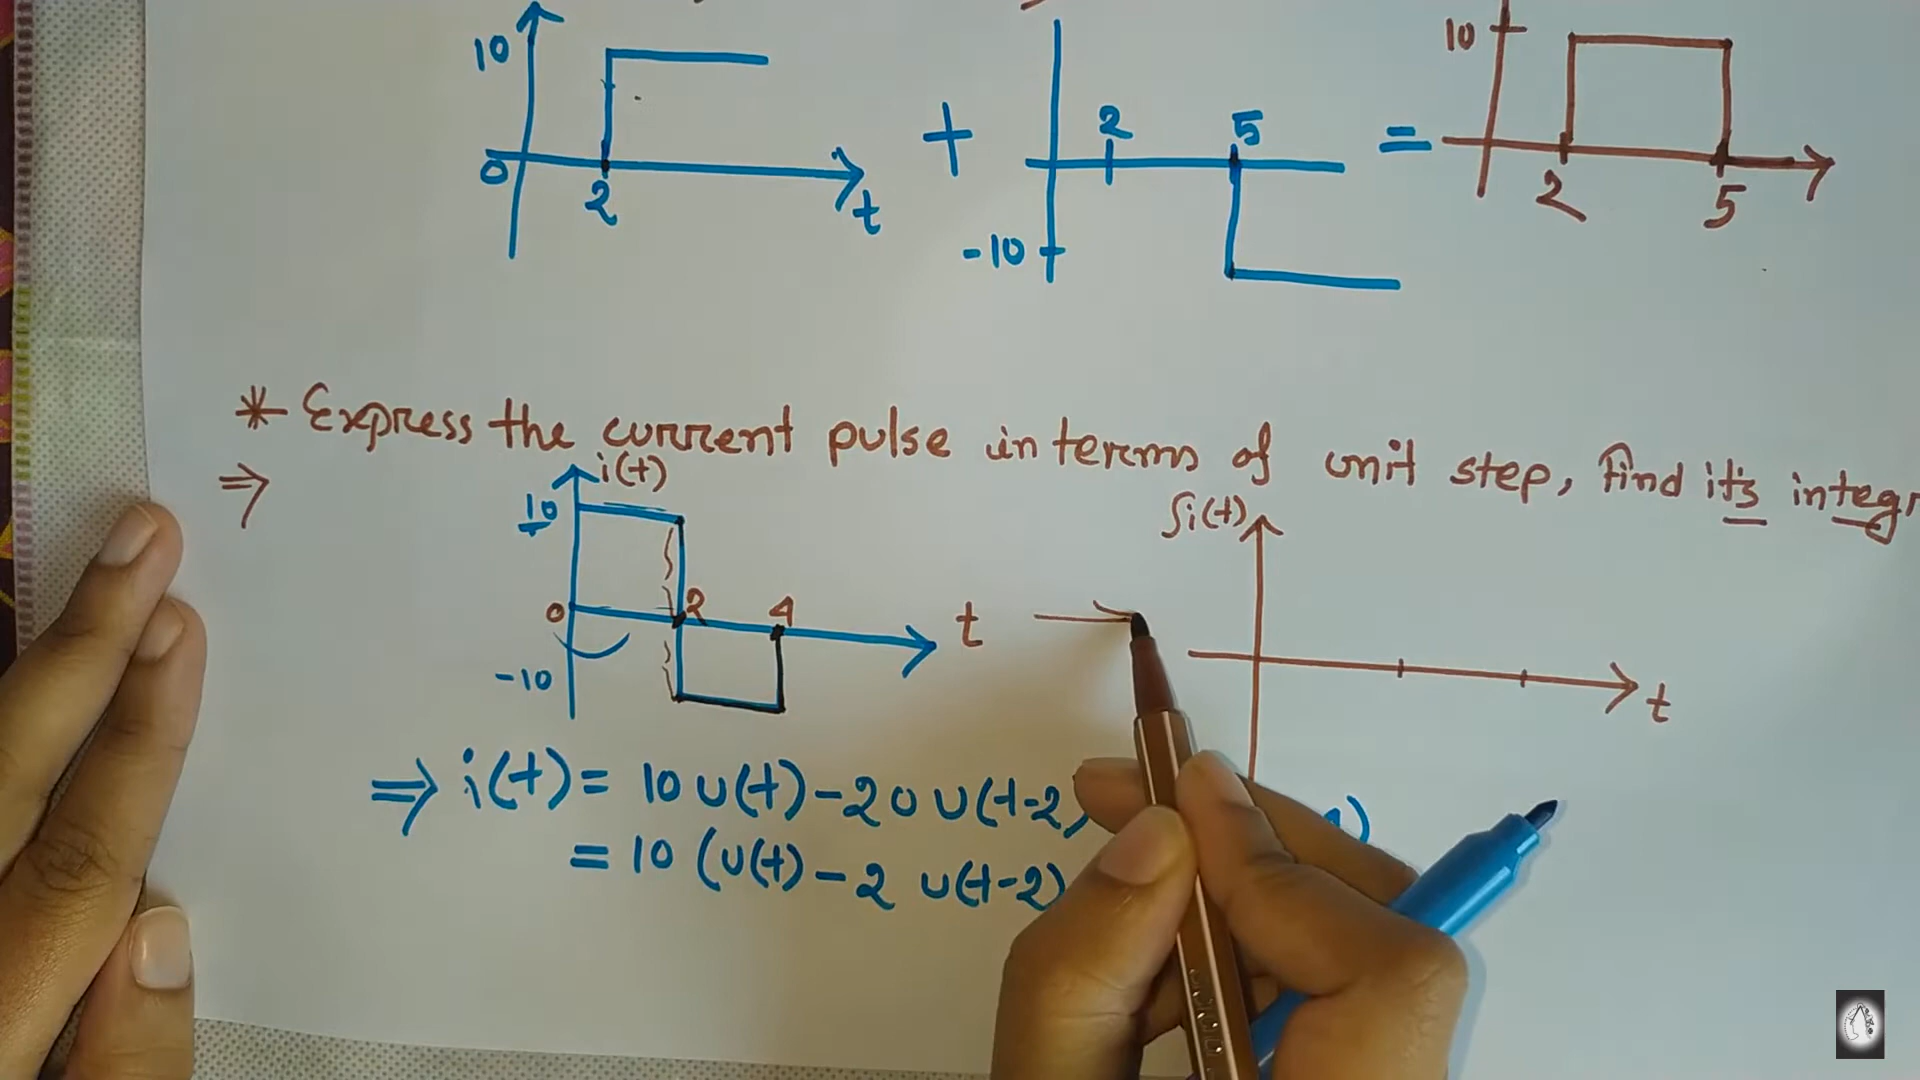 10
0
2
t
+
2
5
-10
=
10
2
5
* Express the current pulse in terms of unit step, Find it's integr
⇒
i(t)
10
0
2
4
t
-10
∫i(t)
t
⇒ i(t) = 10 u(t) - 20 u(t-2)
= 10 (u(t) - 2 u(t-2)